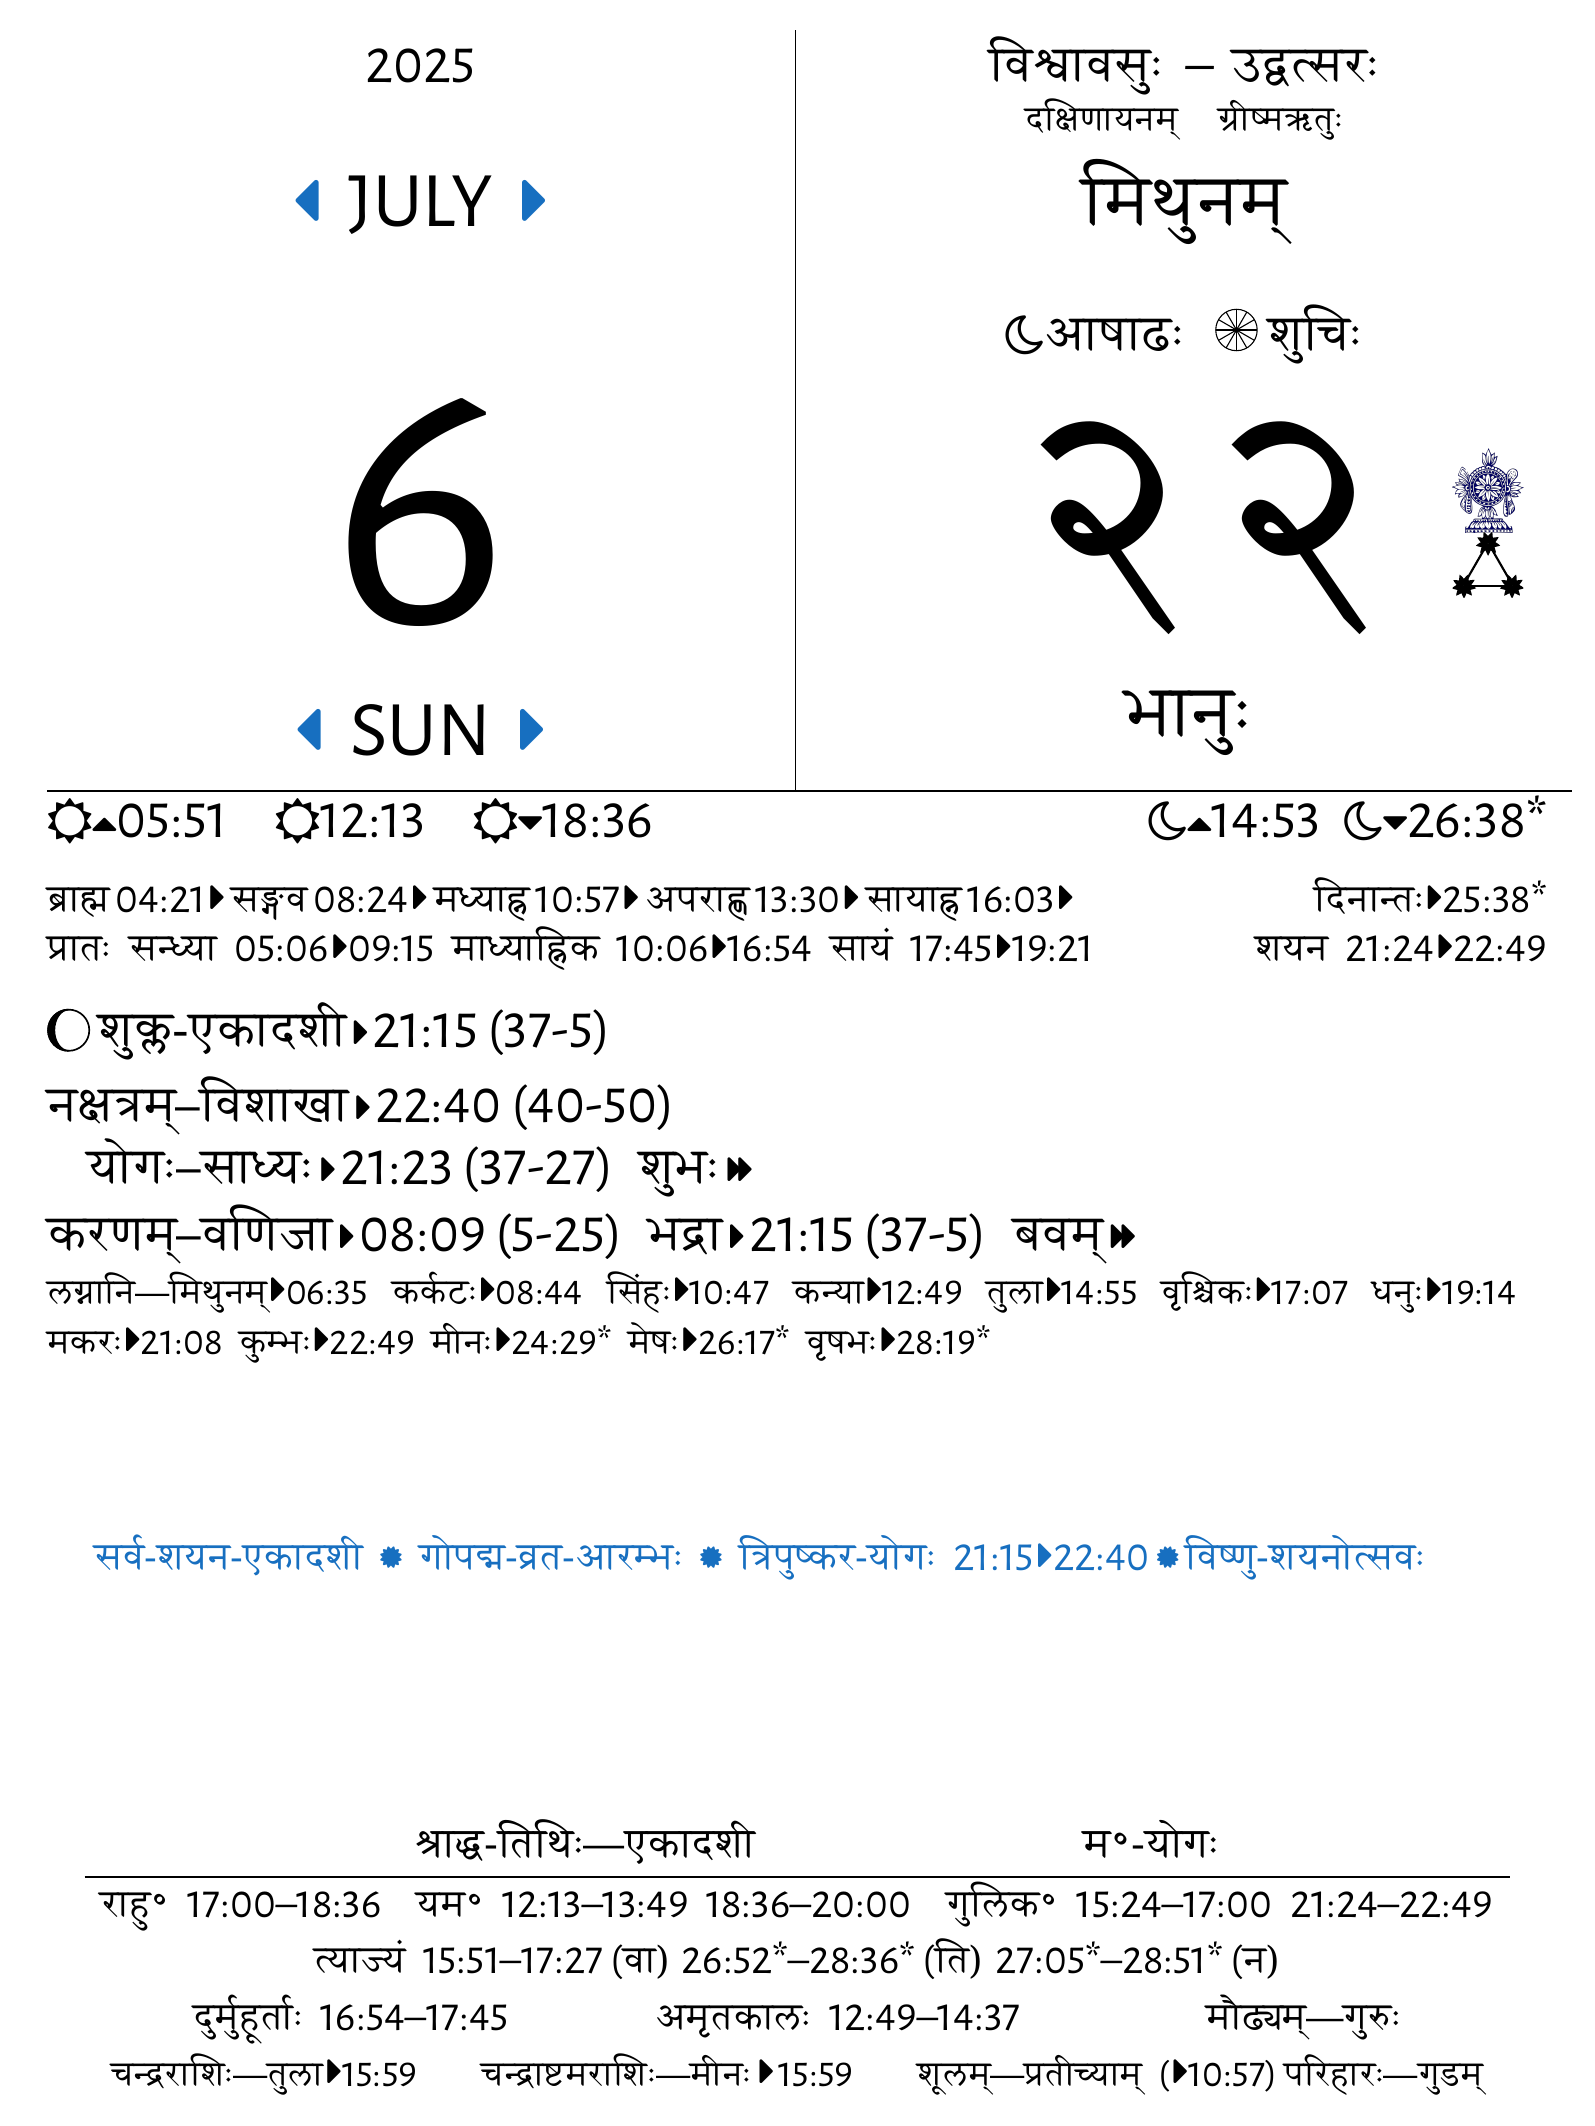 2025
JULY
6
SUN
विश्वावसुः – उद्वत्सरः
दक्षिणायनम् ग्रीष्मऋतुः
मिथुनम्
आषाढः शुचिः
२२
भानुः
05:51 12:13 18:36 14:53 26:38*
ब्राह्म 04:21 सङ्गव 08:24 मध्याह्न 10:57 अपराह्ण 13:30 सायाह्न 16:03 दिनान्तः 25:38*
प्रातः सन्ध्या 05:06 09:15 माध्याह्निक 10:06 16:54 सायं 17:45 19:21 शयन 21:24 22:49
शुक्ल-एकादशी 21:15 (37-5)
नक्षत्रम्–विशाखा 22:40 (40-50)
योगः–साध्यः 21:23 (37-27) शुभः
करणम्–वणिजा 08:09 (5-25) भद्रा 21:15 (37-5) बवम्
लग्नानि—मिथुनम् 06:35 कर्कटः 08:44 सिंहः 10:47 कन्या 12:49 तुला 14:55 वृश्चिकः 17:07 धनुः 19:14
मकरः 21:08 कुम्भः 22:49 मीनः 24:29* मेषः 26:17* वृषभः 28:19*
सर्व-शयन-एकादशी गोपद्म-व्रत-आरम्भः त्रिपुष्कर-योगः 21:15 22:40 विष्णु-शयनोत्सवः
श्राद्ध-तिथिः—एकादशी म॰-योगः
राहु॰ 17:00–18:36 यम॰ 12:13–13:49 18:36–20:00 गुलिक॰ 15:24–17:00 21:24–22:49
त्याज्यं 15:51–17:27 (वा) 26:52*–28:36* (ति) 27:05*–28:51* (न)
दुर्मुहूर्ताः 16:54–17:45 अमृतकालः 12:49–14:37 मौढ्यम्—गुरुः
चन्द्रराशिः—तुला 15:59 चन्द्राष्टमराशिः—मीनः 15:59 शूलम्—प्रतीच्याम् (10:57) परिहारः—गुडम्